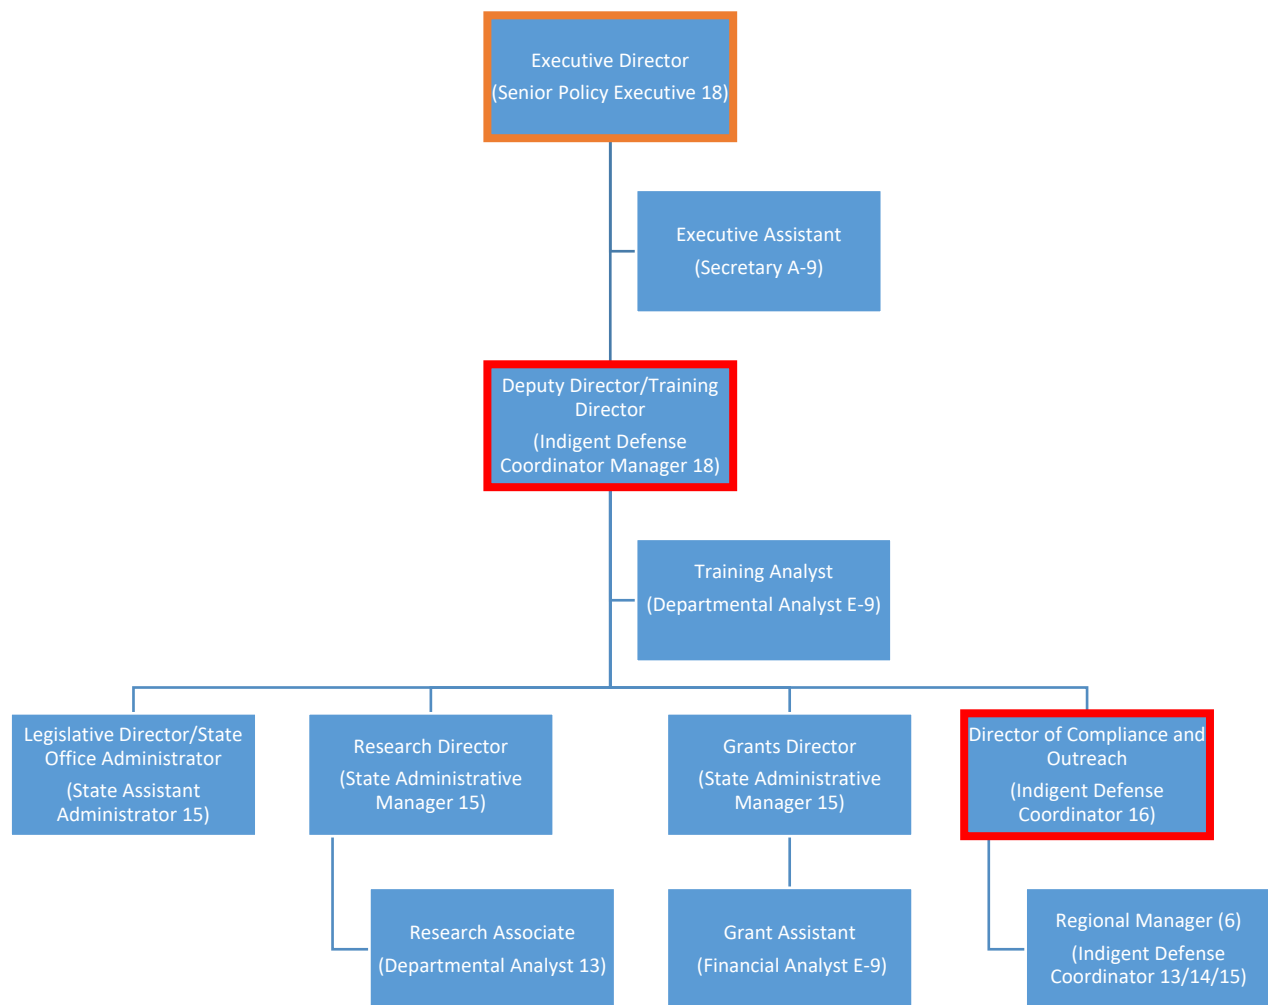 Executive Director
(Senior Policy Executive 18)
Executive Assistant
(Secretary A-9)
Deputy Director/Training
Director
(Indigent Defense
Coordinator Manager 18)
Training Analyst
(Departmental Analyst E-9)
Legislative Director/State
Office Administrator
(State Assistant
Administrator 15)
Research Director
(State Administrative
Manager 15)
Grants Director
(State Administrative
Manager 15)
Director of Compliance and
Outreach
(Indigent Defense
Coordinator 16)
Research Associate
(Departmental Analyst 13)
Grant Assistant
(Financial Analyst E-9)
Regional Manager (6)
(Indigent Defense
Coordinator 13/14/15)